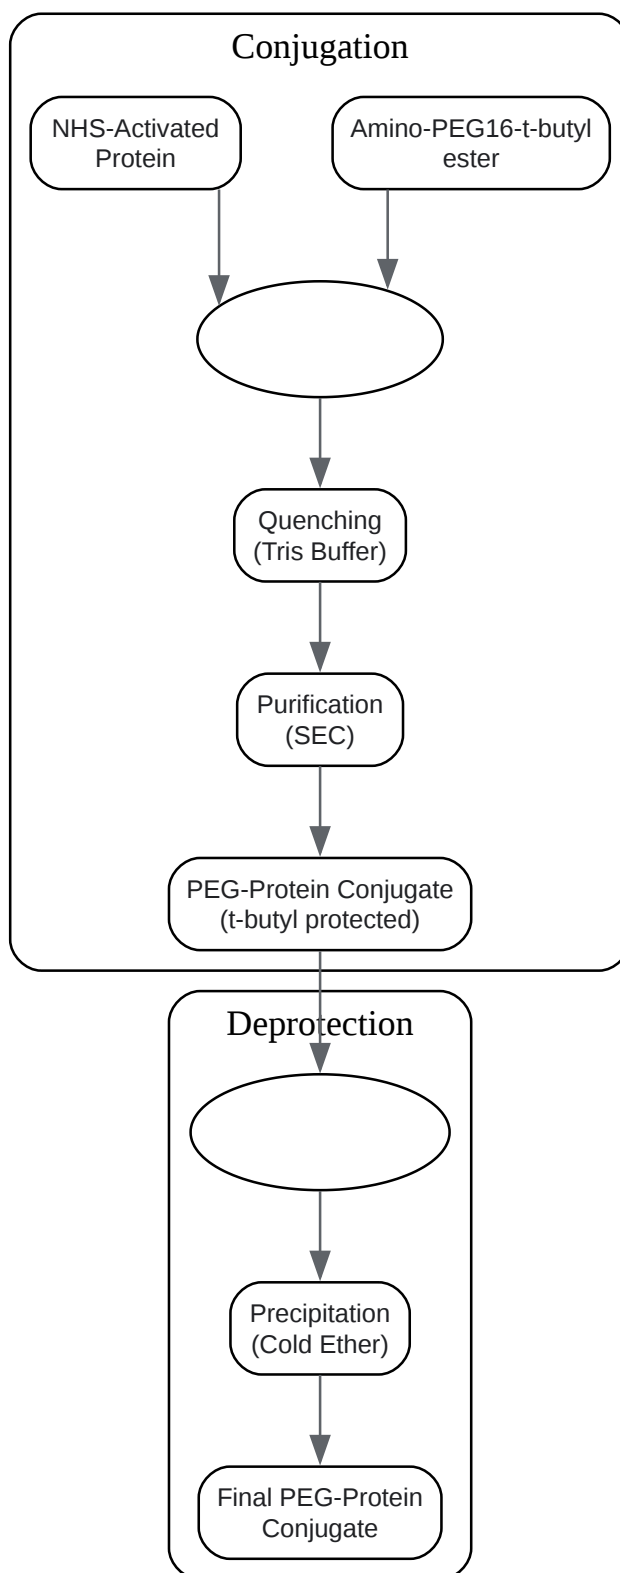 Conjugation
NHS-Activated
Protein
Amino-PEG16-t-butyl
ester
Quenching
(Tris Buffer)
Purification
(SEC)
PEG-Protein Conjugate
(t-butyl protected)
Deprotection
Precipitation
(Cold Ether)
Final PEG-Protein
Conjugate